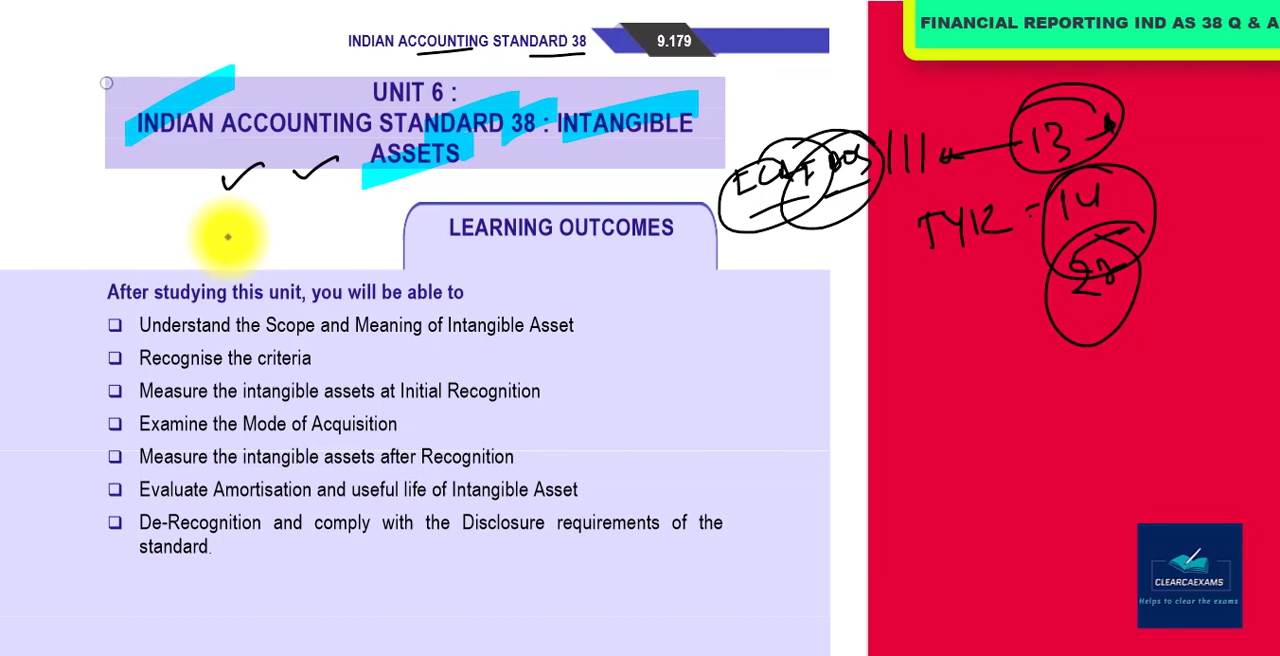 INDIAN ACCOUNTING STANDARD 38
9.179
FINANCIAL REPORTING IND AS 38 Q & A
UNIT 6 :
INDIAN ACCOUNTING STANDARD 38 : INTANGIBLE
ASSETS
13
14
LEARNING OUTCOMES
After studying this unit, you will be able to
❑ Understand the Scope and Meaning of Intangible Asset
❑ Recognise the criteria
❑ Measure the intangible assets at Initial Recognition
❑ Examine the Mode of Acquisition
❑ Measure the intangible assets after Recognition
❑ Evaluate Amortisation and useful life of Intangible Asset
❑ De-Recognition and comply with the Disclosure requirements of the
standard.
CLEARCAEXAMS
Helps to clear the exams